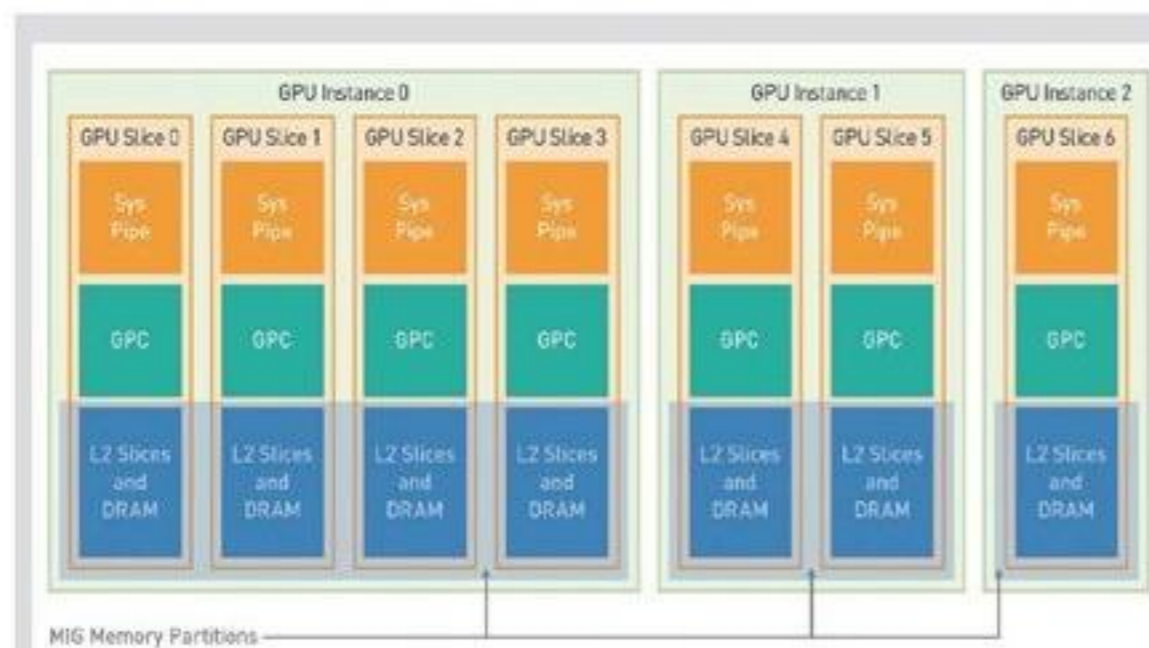 GPU Instance 0
GPU Instance 1
GPU Instance 2
GPU Slice 0
GPU Slice 1
GPU Slice 2
GPU Slice 3
GPU Slice 4
GPU Slice 5
GPU Slice 6
Sys
Pipe
Sys
Pipe
Sys
Pipe
Sys
Pipe
Sys
Pipe
Sys
Pipe
Sys
Pipe
GPC
GPC
GPC
GPC
GPC
GPC
GPC
L2 Slices
and
DRAM
L2 Slices
and
DRAM
L2 Slices
and
DRAM
L2 Slices
and
DRAM
L2 Slices
and
DRAM
L2 Slices
and
DRAM
L2 Slices
and
DRAM
MIG Memory Partitions